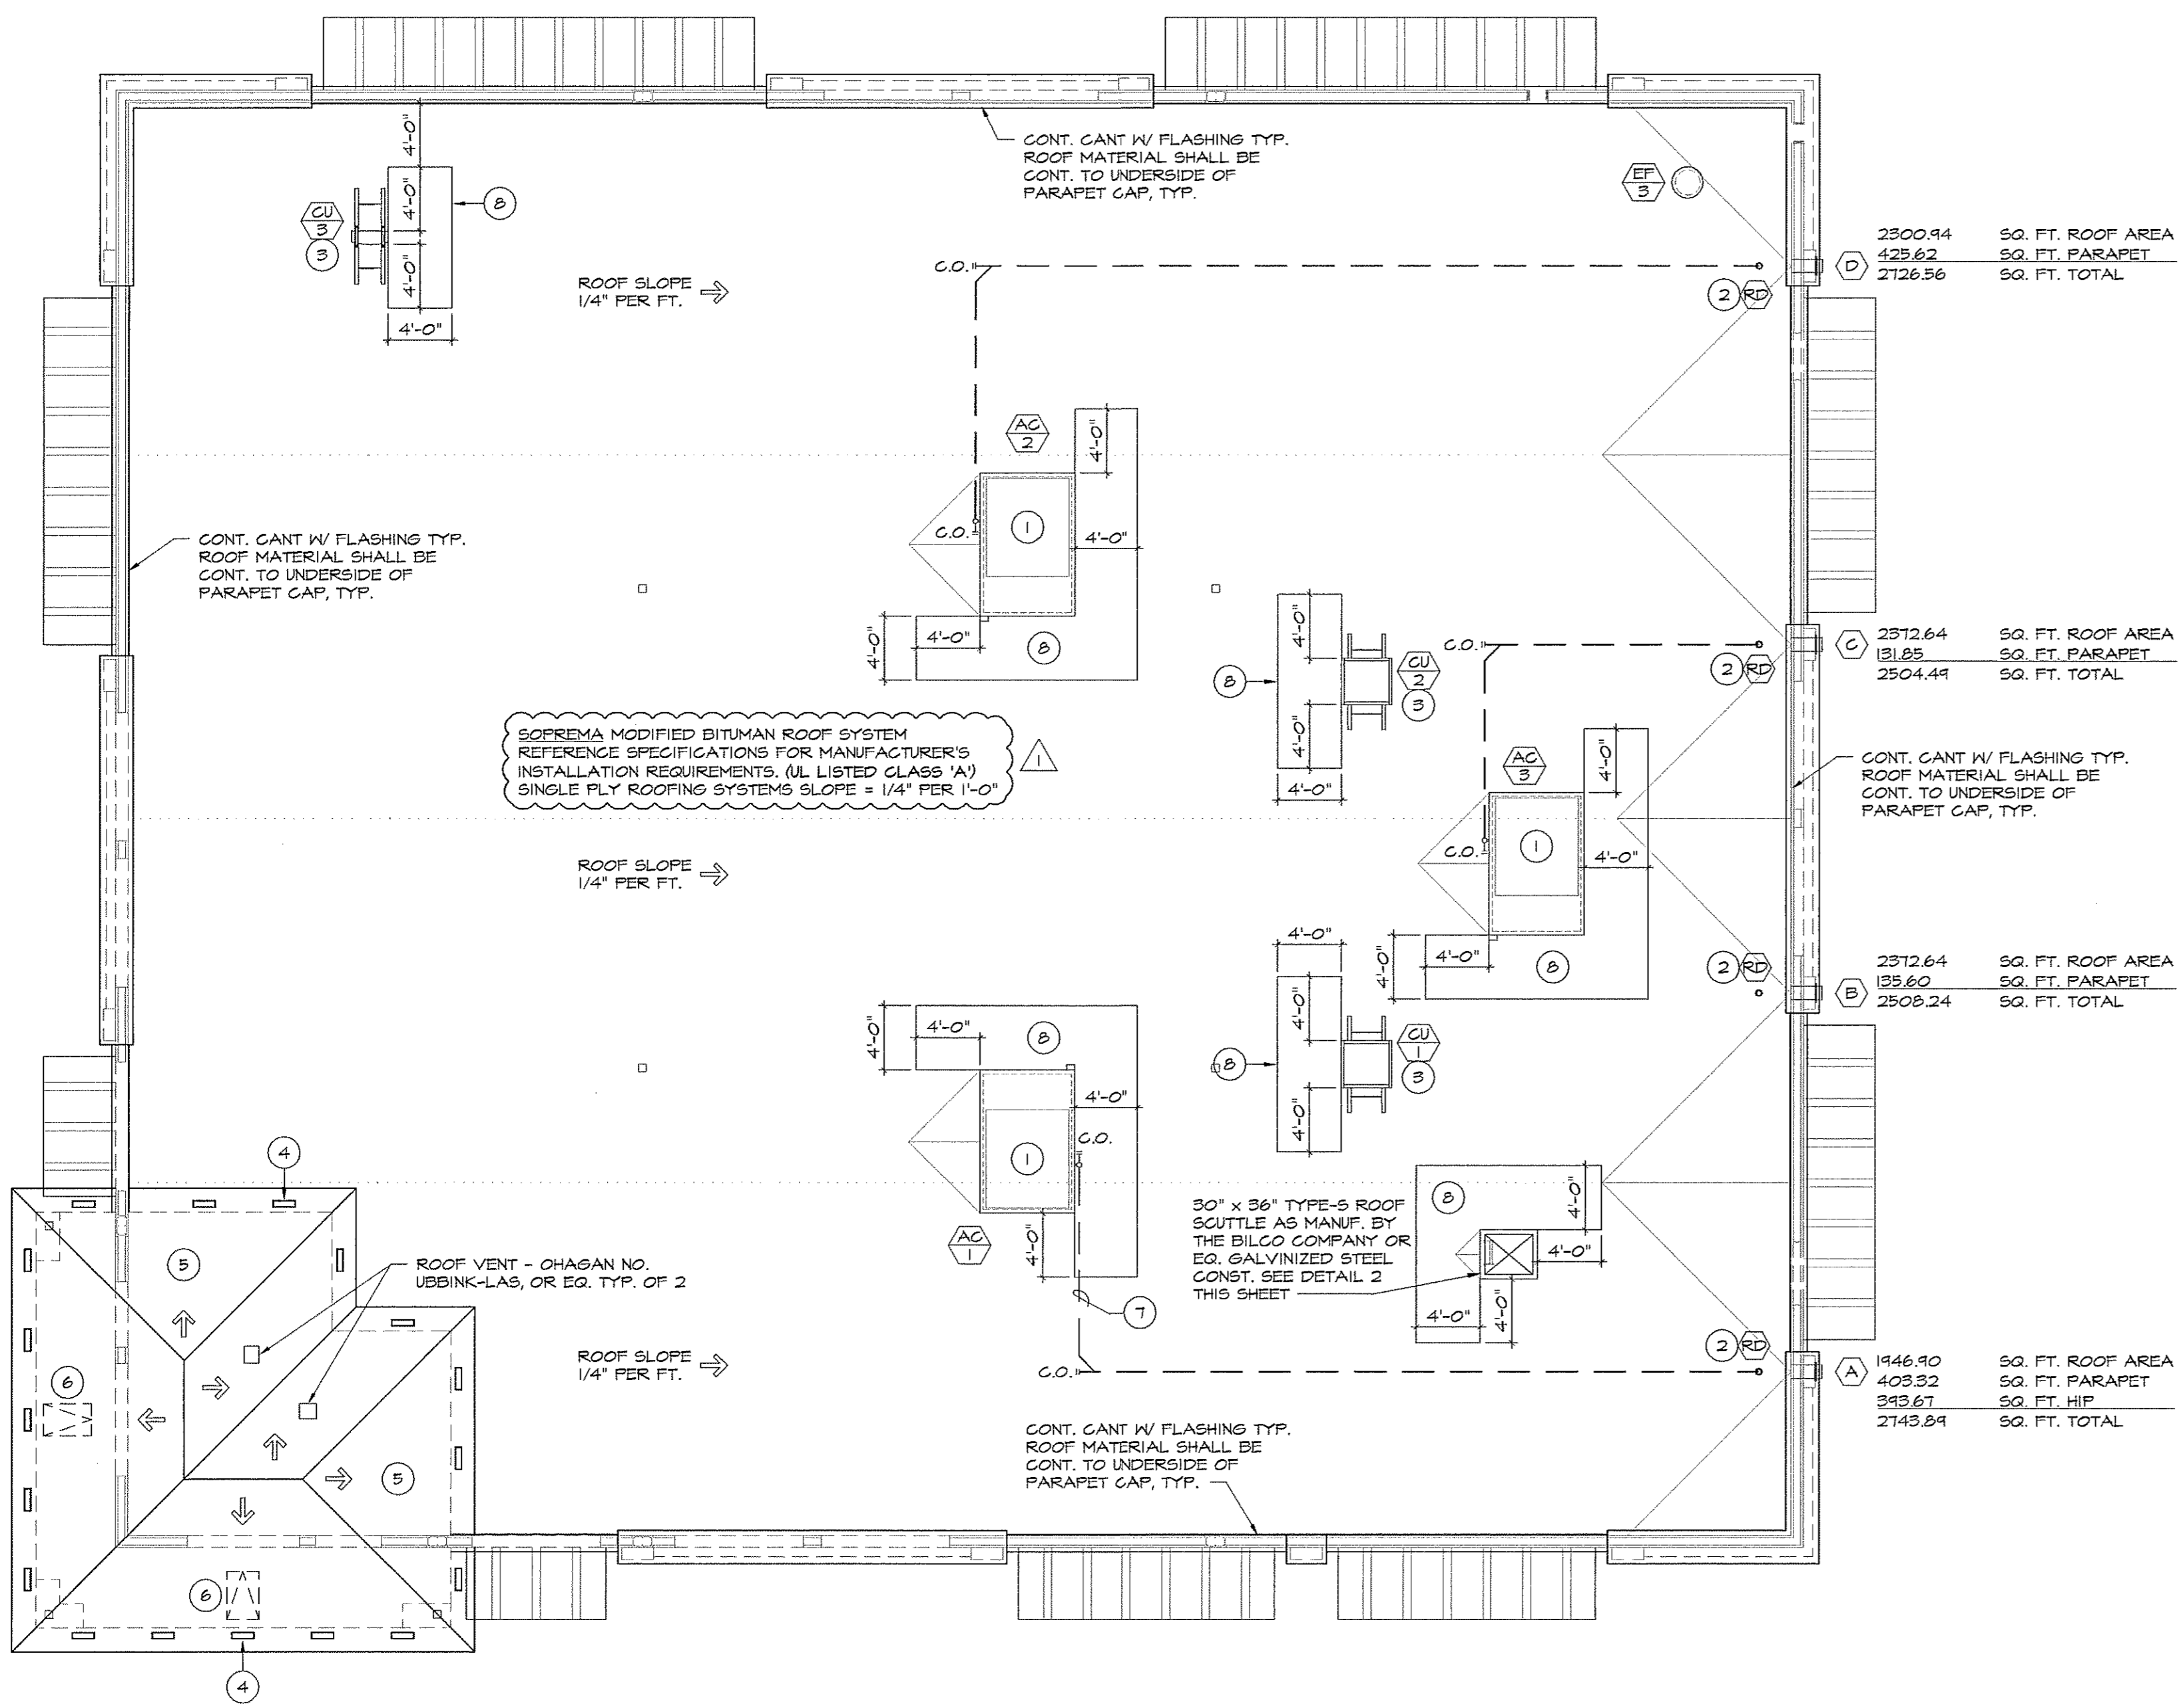 CONT. CANT W/ FLASHING TYP.
ROOF MATERIAL SHALL BE
CONT. TO UNDERSIDE OF
PARAPET CAP, TYP.
4'-0"
4'-0"
4'-0"
4'-0"
CU
3
3
8
EF
3
ROOF SLOPE
1/4" PER FT.
C.O.
2
RD
D
2300.94 SQ. FT. ROOF AREA
425.62 SQ. FT. PARAPET
2726.56 SQ. FT. TOTAL
AC
2
4'-0"
1
C.O.
4'-0"
4'-0"
4'-0"
8
CONT. CANT W/ FLASHING TYP.
ROOF MATERIAL SHALL BE
CONT. TO UNDERSIDE OF
PARAPET CAP, TYP.
4'-0"
4'-0"
4'-0"
8
CU
2
3
C.O.
2
RD
C
2372.64 SQ. FT. ROOF AREA
131.85 SQ. FT. PARAPET
2504.49 SQ. FT. TOTAL
SOPREMA MODIFIED BITUMAN ROOF SYSTEM
REFERENCE SPECIFICATIONS FOR MANUFACTURER'S
INSTALLATION REQUIREMENTS. (UL LISTED CLASS 'A')
SINGLE PLY ROOFING SYSTEMS SLOPE = 1/4" PER 1'-0"
1
AC
3
4'-0"
1
C.O.
4'-0"
4'-0"
4'-0"
8
CONT. CANT W/ FLASHING TYP.
ROOF MATERIAL SHALL BE
CONT. TO UNDERSIDE OF
PARAPET CAP, TYP.
ROOF SLOPE
1/4" PER FT.
2
RD
B
2372.64 SQ. FT. ROOF AREA
135.60 SQ. FT. PARAPET
2508.24 SQ. FT. TOTAL
4'-0"
4'-0"
8
4'-0"
1
C.O.
AC
1
4'-0"
7
4'-0"
4'-0"
4'-0"
8
CU
1
3
30" x 36" TYPE-S ROOF
SCUTTLE AS MANUF. BY
THE BILCO COMPANY OR
EQ. GALVINIZED STEEL
CONST. SEE DETAIL 2
THIS SHEET
8
4'-0"
4'-0"
4'-0"
4'-0"
4
5
ROOF VENT - OHAGAN NO.
UBBINK-LAS, OR EQ. TYP. OF 2
6
5
6
4
ROOF SLOPE
1/4" PER FT.
C.O.
2
RD
A
1946.90 SQ. FT. ROOF AREA
403.32 SQ. FT. PARAPET
393.67 SQ. FT. HIP
2743.89 SQ. FT. TOTAL
CONT. CANT W/ FLASHING TYP.
ROOF MATERIAL SHALL BE
CONT. TO UNDERSIDE OF
PARAPET CAP, TYP.